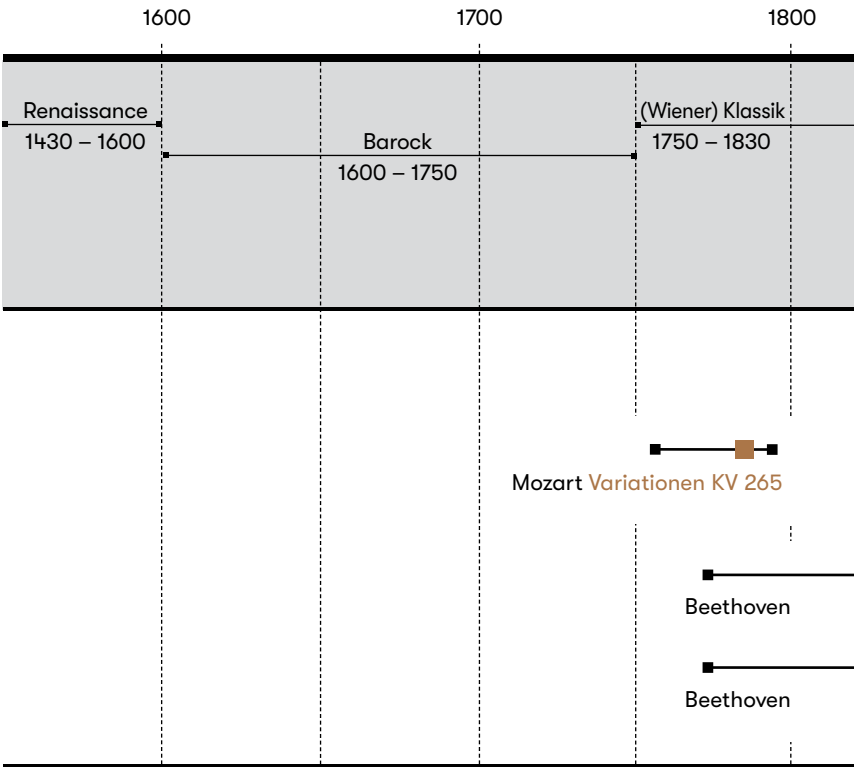 1600 1700 1800
Renaissance
1430 – 1600
Barock
1600 – 1750
(Wiener) Klassik
1750 – 1830
Mozart Variationen KV 265
Beethoven
Beethoven